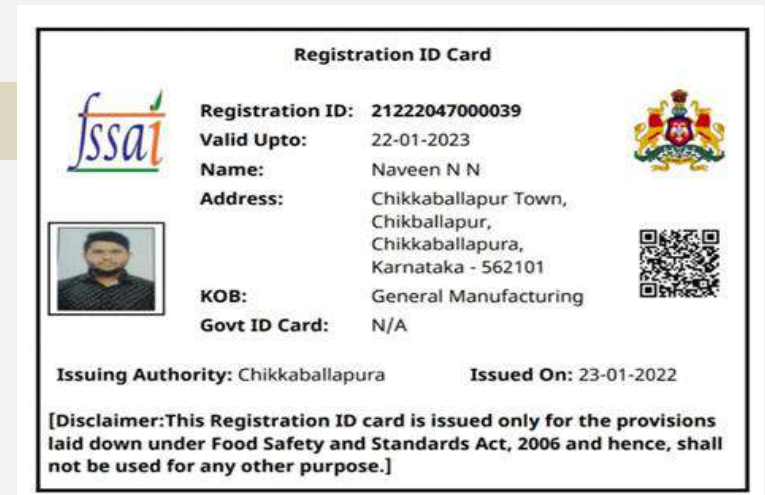 Registration ID Card
fssai
Registration ID: 21222047000039
Valid Upto: 22-01-2023
Name: Naveen N N
Address: Chikkaballapur Town,
Chikballapur,
Chikkaballapura,
Karnataka - 562101
KOB: General Manufacturing
Govt ID Card: N/A
Issuing Authority: Chikkaballapura Issued On: 23-01-2022
[Disclaimer:This Registration ID card is issued only for the provisions
laid down under Food Safety and Standards Act, 2006 and hence, shall
not be used for any other purpose.]